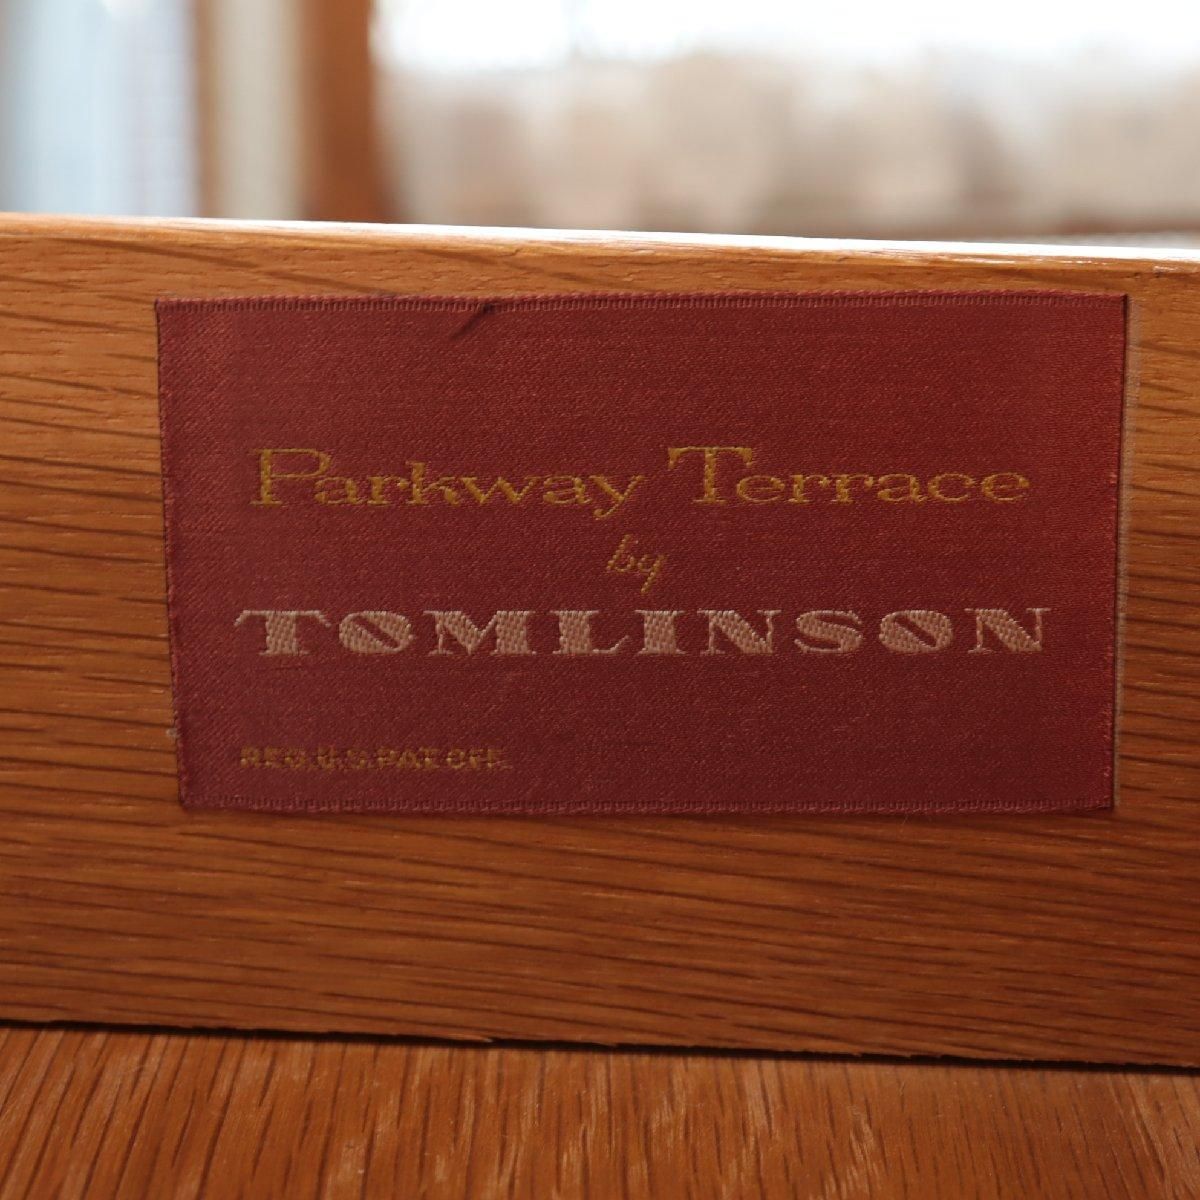 Parkway Terrace
by
TOMLINSON
REG.U.S.PAT.OFF.